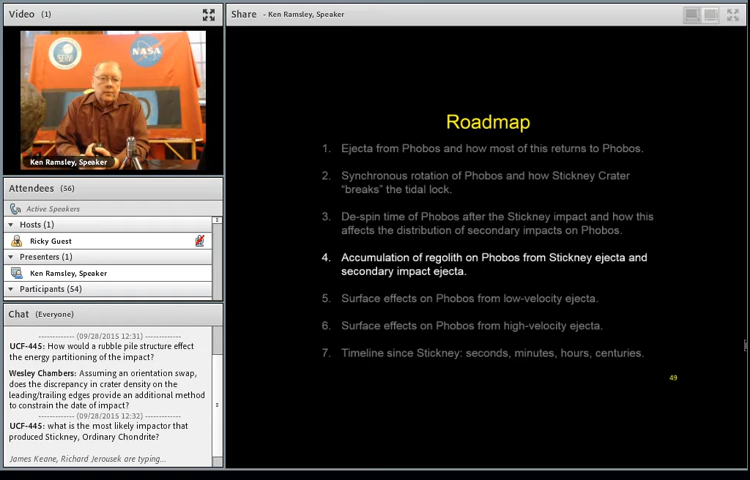 Video (1)
SERVI
NASA
Ken Ramsley, Speaker
Attendees (56)
Active Speakers
Hosts (1)
Ricky Guest
Presenters (1)
Ken Ramsley, Speaker
Participants (54)
Chat (Everyone)
------------- (09/28/2015 12:31) -------------
UCF-445: How would a rubble pile structure effect
the energy partitioning of the impact?
Wesley Chambers: Assuming an orientation swap,
does the discrepancy in crater density on the
leading/trailing edges provide an additional method
to constrain the date of impact?
------------- (09/28/2015 12:32) -------------
UCF-445: what is the most likely impactor that
produced Stickney, Ordinary Chondrite?
James Keane, Richard Jerousek are typing...
Share - Ken Ramsley, Speaker
Roadmap
1. Ejecta from Phobos and how most of this returns to Phobos.
2. Synchronous rotation of Phobos and how Stickney Crater
"breaks" the tidal lock.
3. De-spin time of Phobos after the Stickney impact and how this
affects the distribution of secondary impacts on Phobos.
4. Accumulation of regolith on Phobos from Stickney ejecta and
secondary impact ejecta.
5. Surface effects on Phobos from low-velocity ejecta.
6. Surface effects on Phobos from high-velocity ejecta.
7. Timeline since Stickney: seconds, minutes, hours, centuries.
49